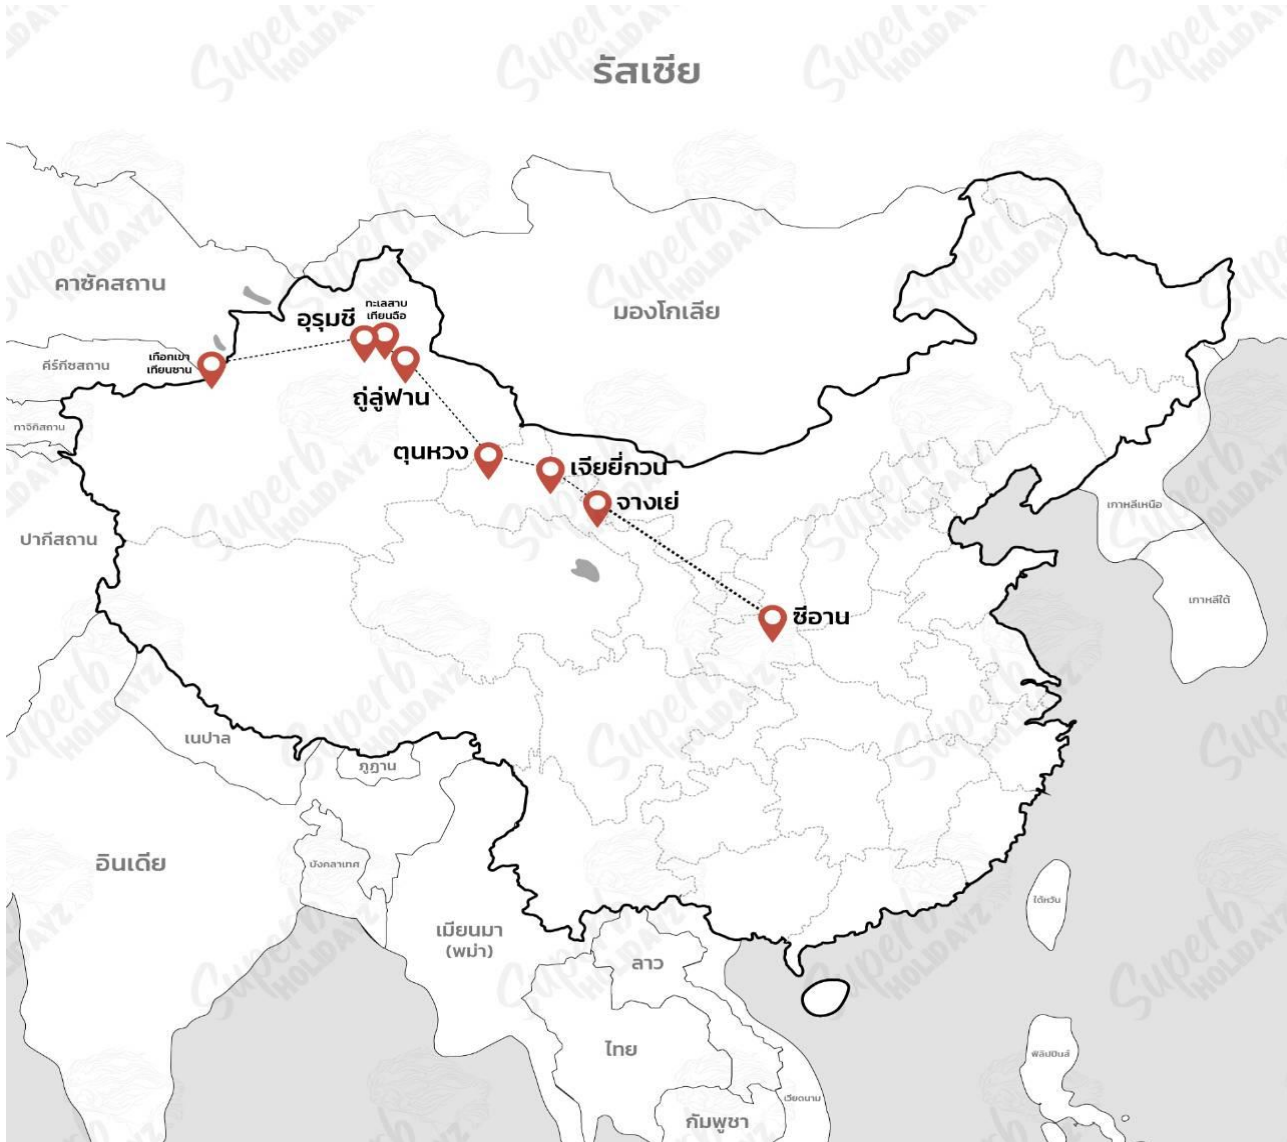 รัสเซีย
คาซัคสถาน
มองโกเลีย
ทะเลสาบ
เทียนฉือ
อุรุมชี
เทือกเขา
เทียนซาน
คีร์กีซสถาน
ถู่ลู่ฟาน
ทาจิกิสถาน
ตุนหวง
เจียยี่กวน
จางเย่
เกาหลีเหนือ
ปากีสถาน
เกาหลีใต้
ซีอาน
เนปาล
ภูฏาน
อินเดีย
บังคลาเทศ
ไต้หวัน
เมียนมา
(พม่า)
ลาว
ไทย
ฟิลิปปินส์
เวียดนาม
กัมพูชา
Superb
HOLIDAYZ